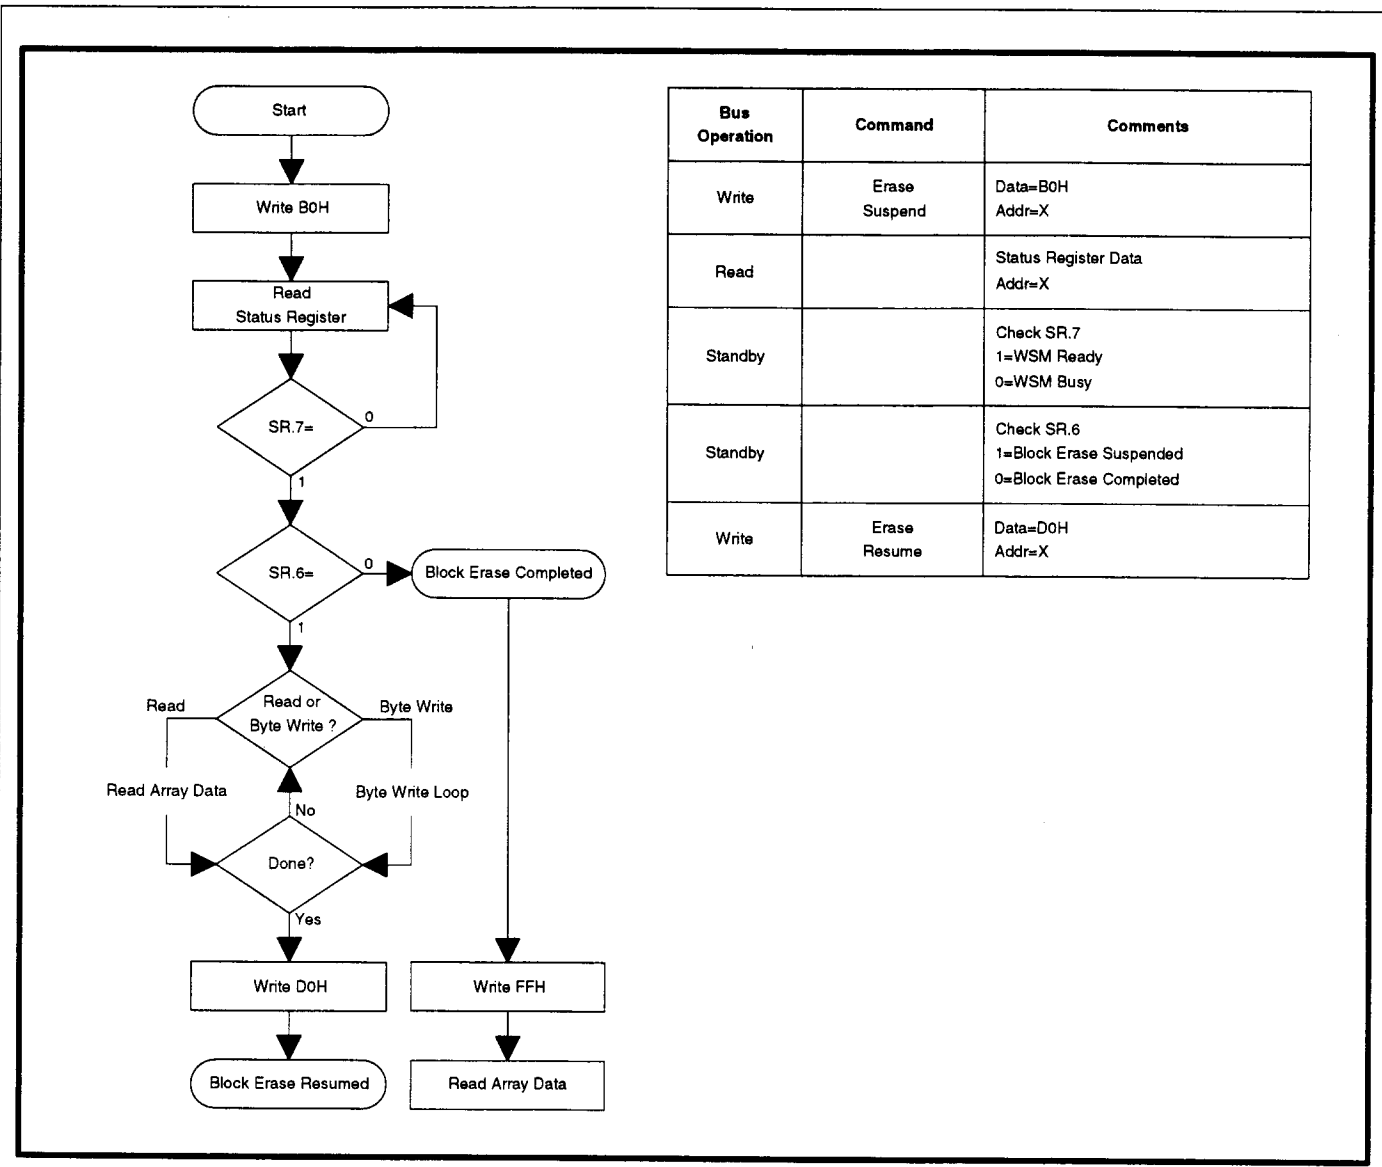 Start
Write B0H
Read
Status Register
SR.7=
0
1
SR.6=
0
Block Erase Completed
1
Read or
Byte Write ?
Read
Byte Write
Read Array Data
Byte Write Loop
No
Done?
Yes
Write D0H
Write FFH
Block Erase Resumed
Read Array Data
Bus
Operation
Command
Comments
Write
Erase
Suspend
Data=B0H
Addr=X
Read
Status Register Data
Addr=X
Standby
Check SR.7
1=WSM Ready
0=WSM Busy
Standby
Check SR.6
1=Block Erase Suspended
0=Block Erase Completed
Write
Erase
Resume
Data=D0H
Addr=X